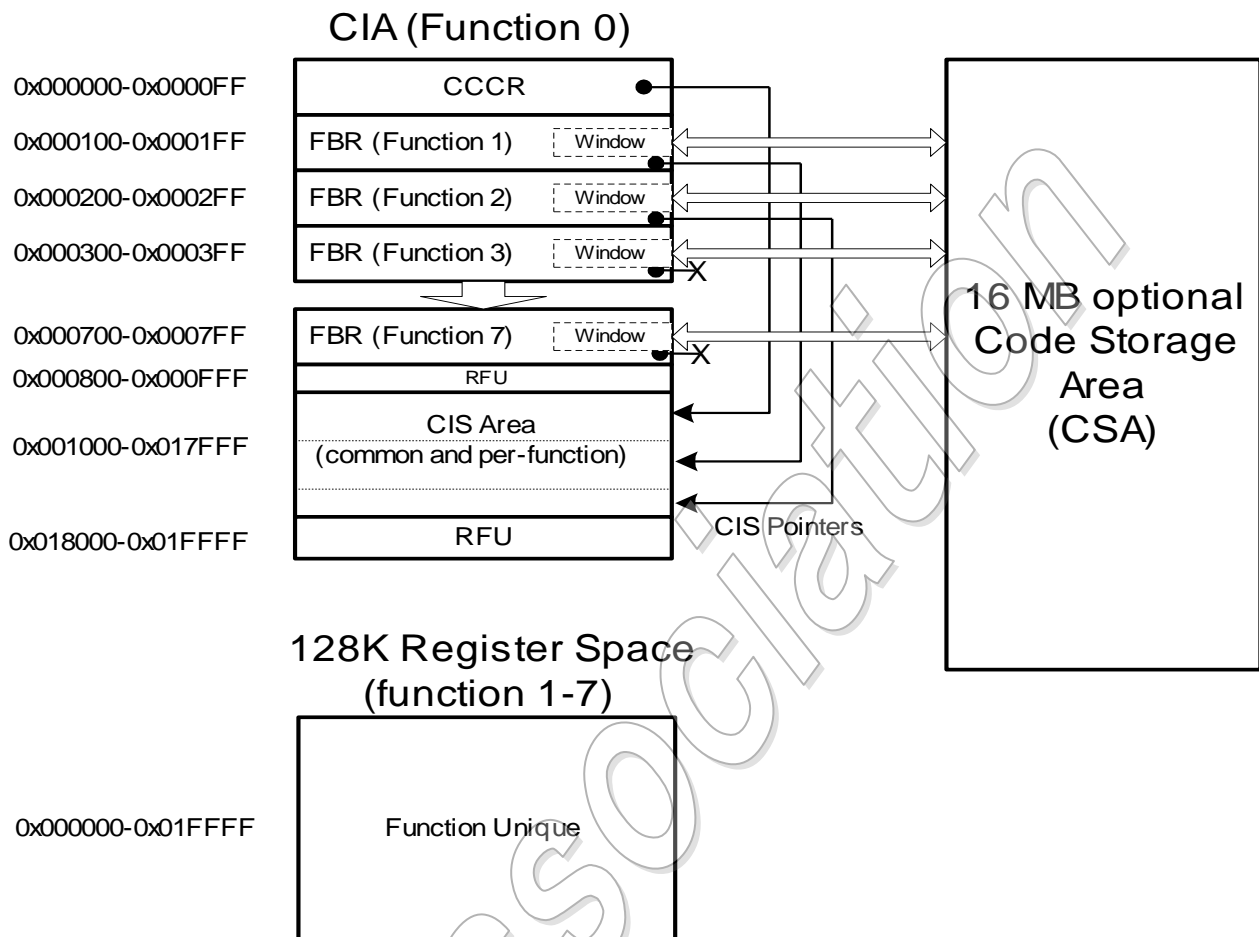 CIA (Function 0)
0x000000-0x0000FF
CCCR
0x000100-0x0001FF
FBR (Function 1)
Window
0x000200-0x0002FF
FBR (Function 2)
Window
0x000300-0x0003FF
FBR (Function 3)
Window
X
16 MB optional
Code Storage
Area
(CSA)
0x000700-0x0007FF
FBR (Function 7)
Window
X
0x000800-0x000FFF
RFU
0x001000-0x017FFF
CIS Area
(common and per-function)
CIS Pointers
0x018000-0x01FFFF
RFU
128K Register Space
(function 1-7)
0x000000-0x01FFFF
Function Unique
sociation